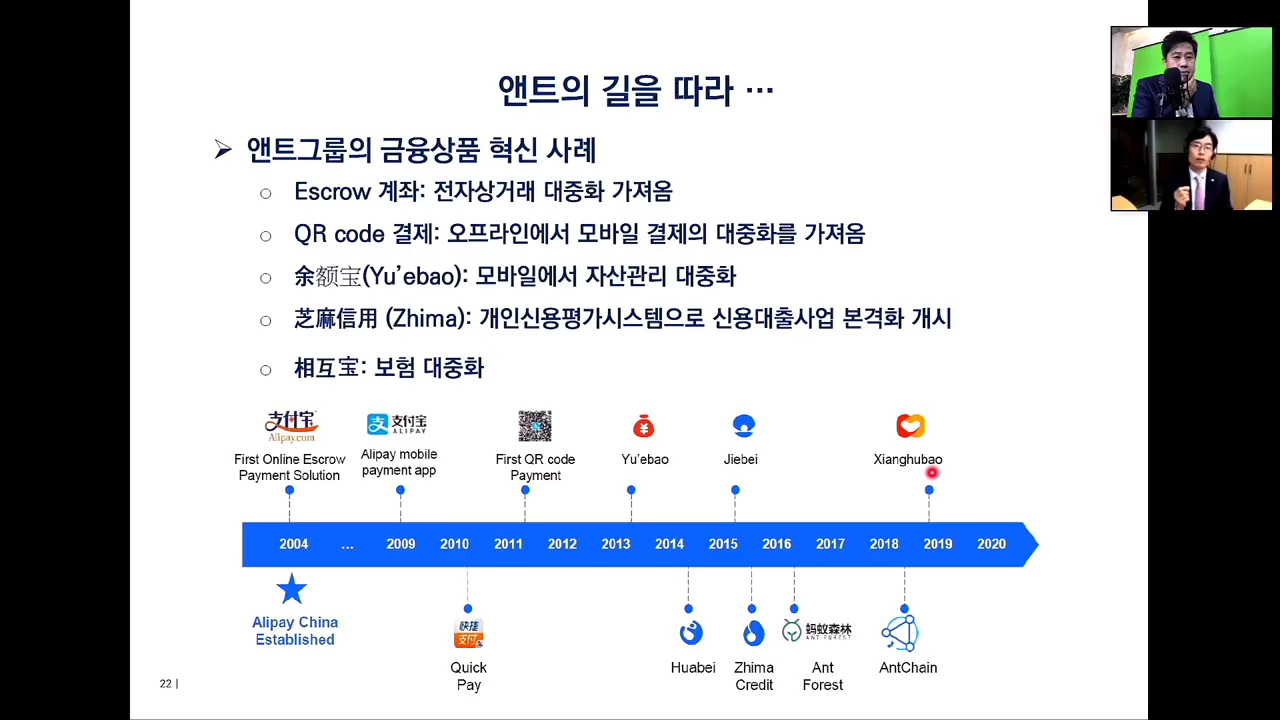 앤트의 길을 따라 …
➢ 앤트그룹의 금융상품 혁신 사례
○ Escrow 계좌: 전자상거래 대중화 가져옴
○ QR code 결제: 오프라인에서 모바일 결제의 대중화를 가져옴
○ 余额宝(Yu’ebao): 모바일에서 자산관리 대중화
○ 芝麻信用 (Zhima): 개인신용평가시스템으로 신용대출사업 본격화 개시
○ 相互宝: 보험 대중화
支付宝
Alipay.com
支 支付宝
ALIPAY
First Online Escrow
Payment Solution
Alipay mobile
payment app
First QR code
Payment
Yu’ebao
Jiebei
Xianghubao
2004 ... 2009 2010 2011 2012 2013 2014 2015 2016 2017 2018 2019 2020
Alipay China
Established
快捷
支付
Quick
Pay
Huabei
Zhima
Credit
蚂蚁森林
ANT FOREST
Ant
Forest
AntChain
22 |